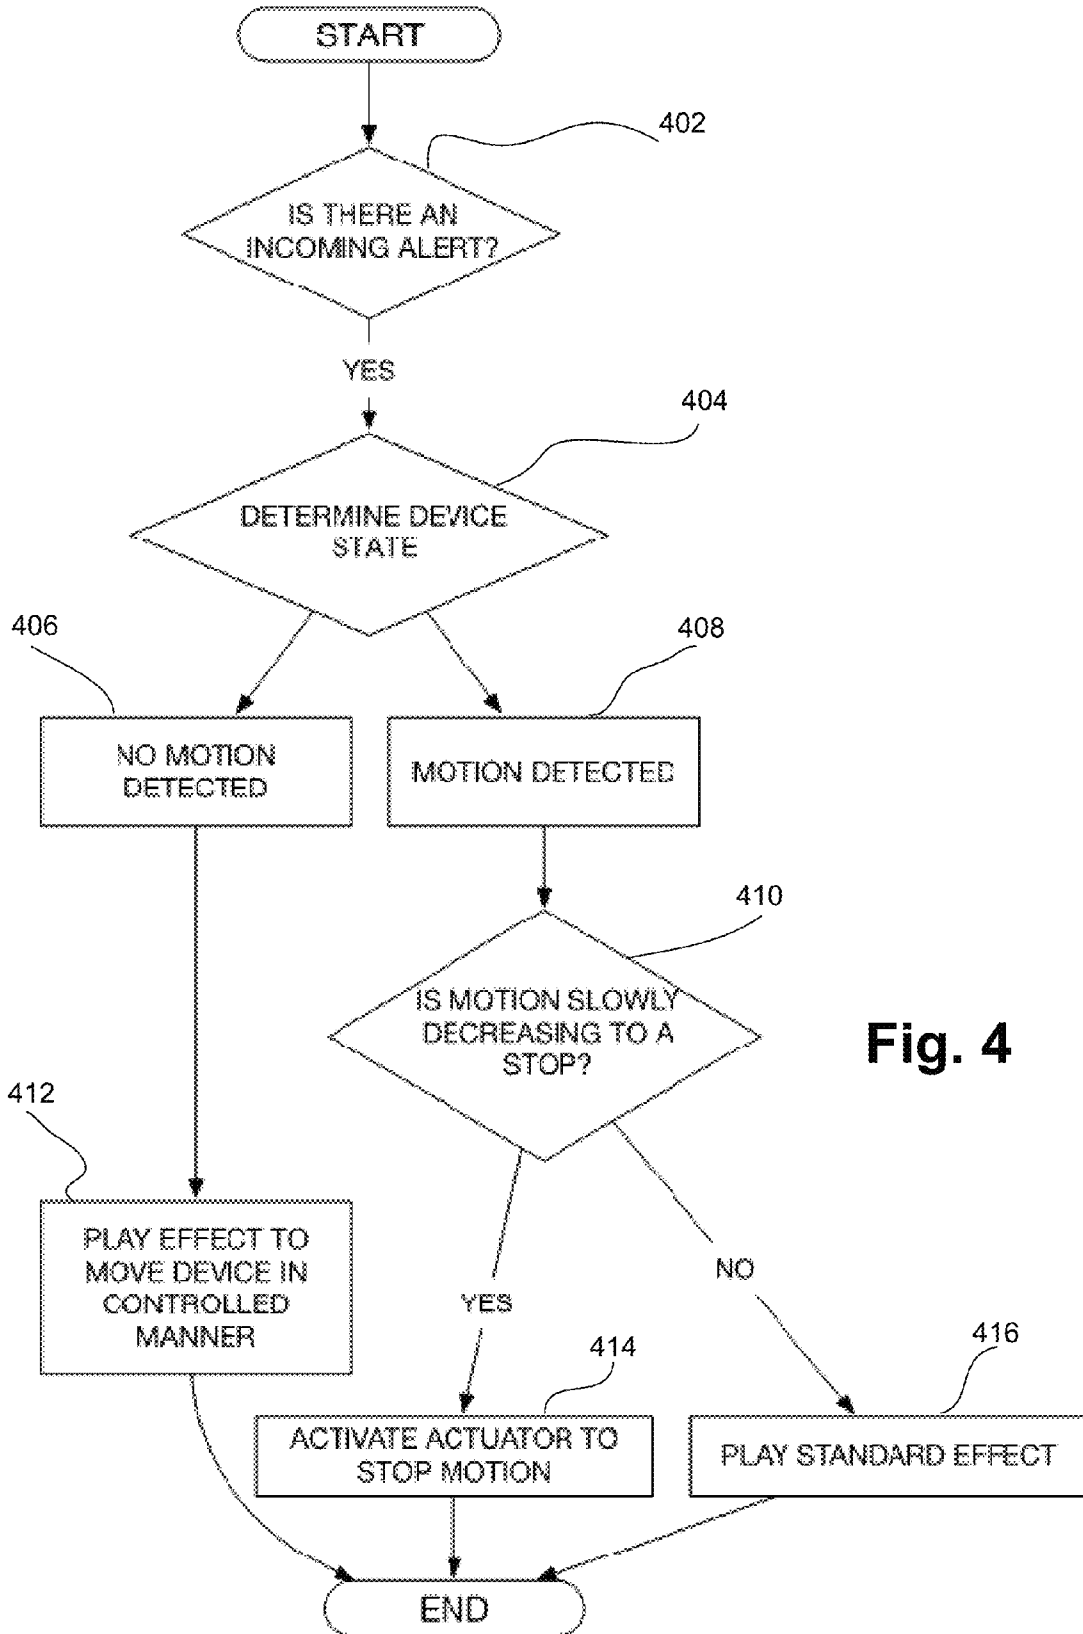 START
402
IS THERE AN
INCOMING ALERT?
YES
404
DETERMINE DEVICE
STATE
406
408
NO MOTION
DETECTED
MOTION DETECTED
410
IS MOTION SLOWLY
DECREASING TO A
STOP?
Fig. 4
412
PLAY EFFECT TO
MOVE DEVICE IN
CONTROLLED
MANNER
YES
NO
414
416
ACTIVATE ACTUATOR TO
STOP MOTION
PLAY STANDARD EFFECT
END